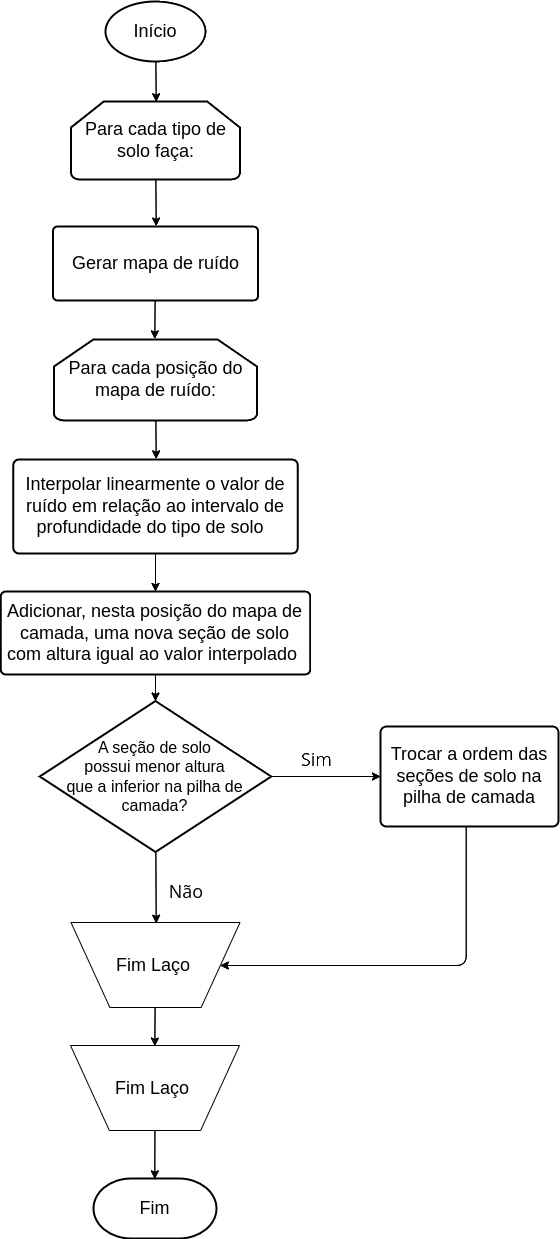 Início
Para cada tipo de
solo faça:
Gerar mapa de ruído
Para cada posição do
mapa de ruído:
Interpolar linearmente o valor de
ruído em relação ao intervalo de
profundidade do tipo de solo
Adicionar, nesta posição do mapa de
camada, uma nova seção de solo
com altura igual ao valor interpolado
A seção de solo
possui menor altura
que a inferior na pilha de
camada?
Sim
Trocar a ordem das
seções de solo na
pilha de camada
Não
Fim Laço
Fim Laço
Fim